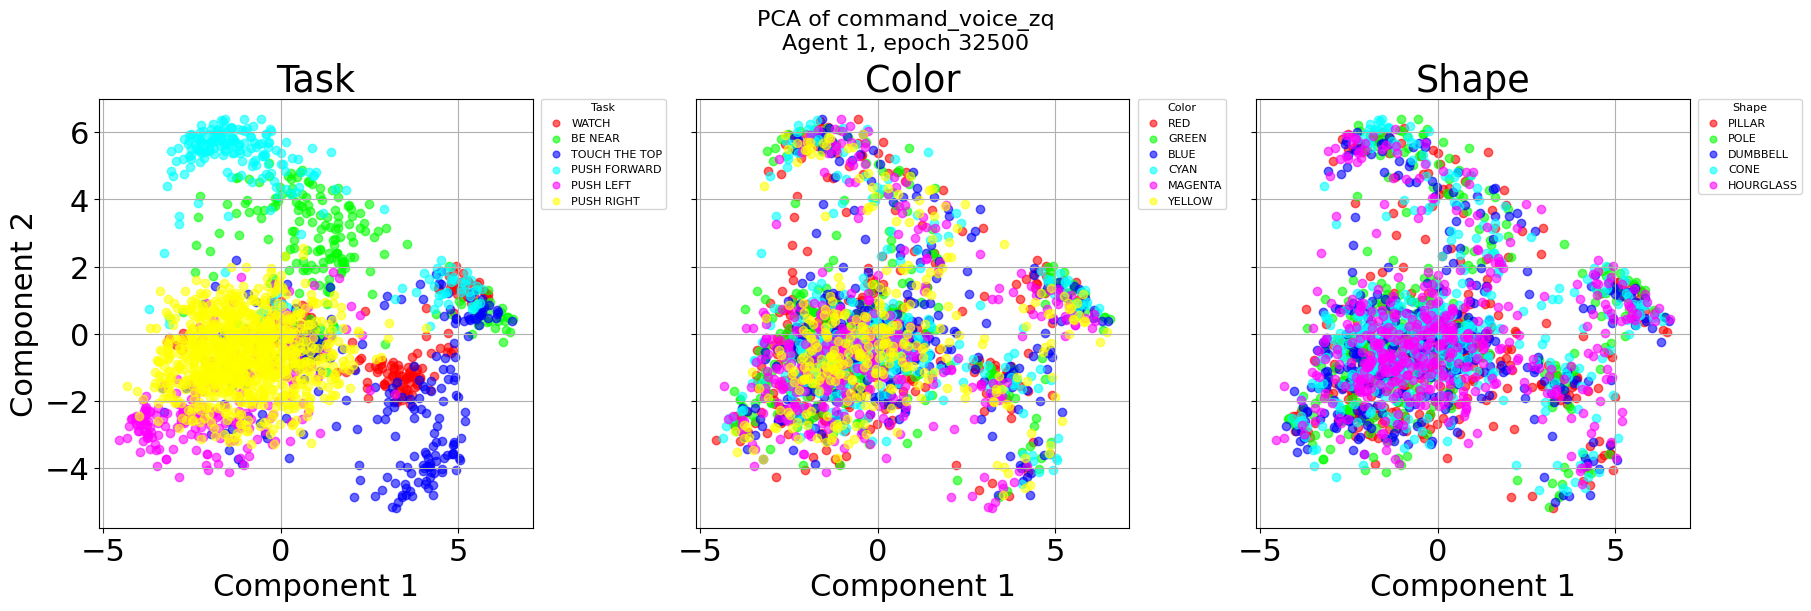 PCA of command_voice_zq
Agent 1, epoch 32500
Task
Component 2
6
4
2
0
−2
−4
−5
0
5
Component 1
Task
WATCH
BE NEAR
TOUCH THE TOP
PUSH FORWARD
PUSH LEFT
PUSH RIGHT
Color
−5
0
5
Component 1
Color
RED
GREEN
BLUE
CYAN
MAGENTA
YELLOW
Shape
−5
0
5
Component 1
Shape
PILLAR
POLE
DUMBBELL
CONE
HOURGLASS